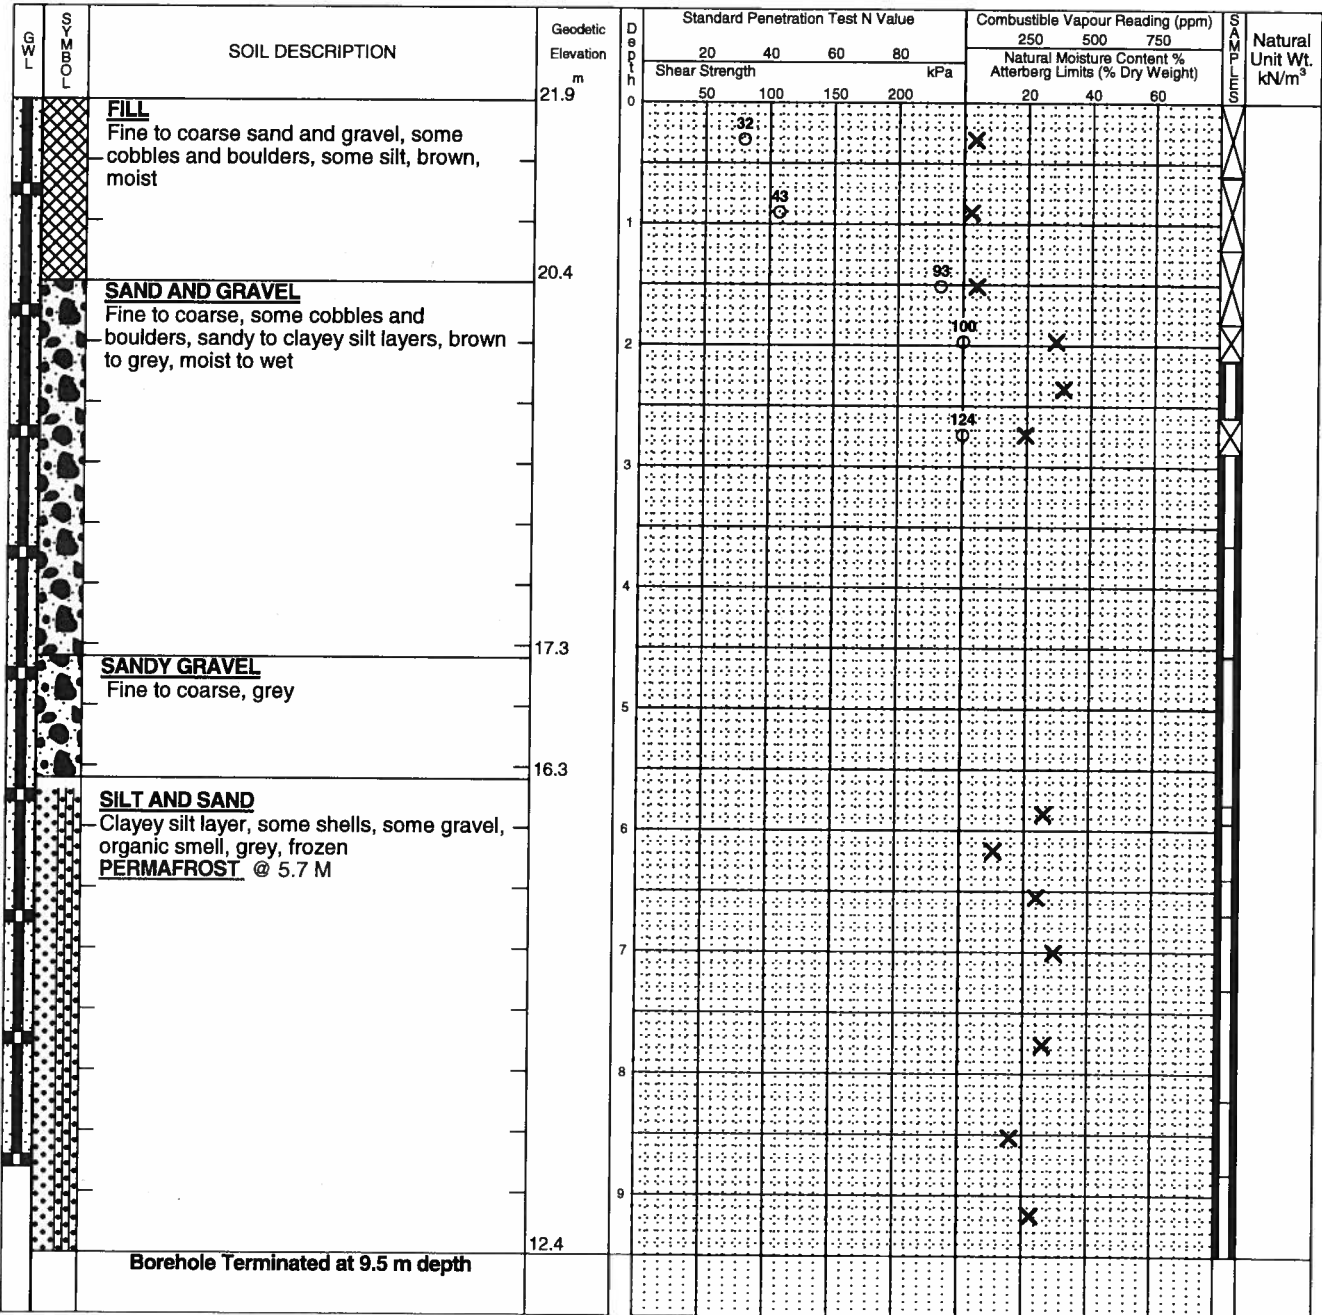 GWL
SYMBOL
SOIL DESCRIPTION
Geodetic
Elevation
m
Depth
Standard Penetration Test N Value
20 40 60 80
Shear Strength kPa
50 100 150 200
Combustible Vapour Reading (ppm)
250 500 750
Natural Moisture Content %
Atterberg Limits (% Dry Weight)
20 40 60
SAMPLES
Natural
Unit Wt.
kN/m³
21.9
0
FILL
Fine to coarse sand and gravel, some
cobbles and boulders, some silt, brown,
moist
32
43
1
20.4
SAND AND GRAVEL
Fine to coarse, some cobbles and
boulders, sandy to clayey silt layers, brown
to grey, moist to wet
93
100
2
124
3
4
17.3
SANDY GRAVEL
Fine to coarse, grey
5
16.3
SILT AND SAND
Clayey silt layer, some shells, some gravel,
organic smell, grey, frozen
PERMAFROST @ 5.7 M
6
7
8
9
12.4
Borehole Terminated at 9.5 m depth